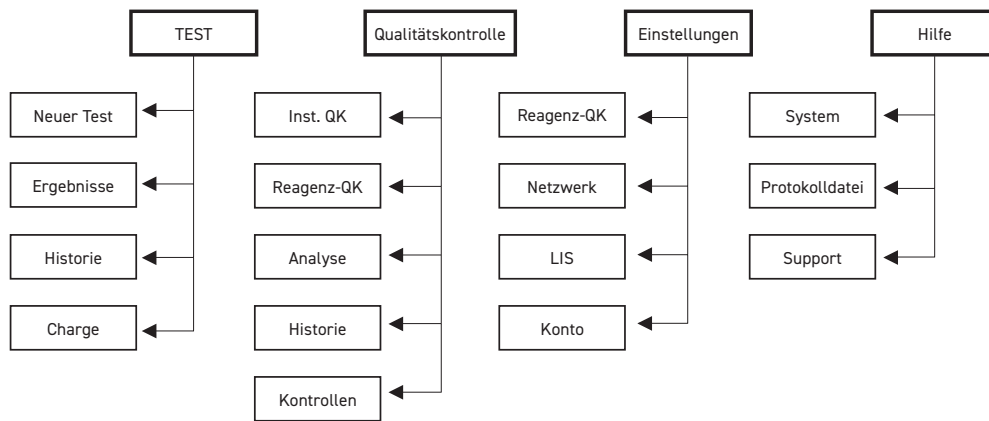 TEST
Neuer Test
Ergebnisse
Historie
Charge
Qualitätskontrolle
Inst. QK
Reagenz-QK
Analyse
Historie
Kontrollen
Einstellungen
Reagenz-QK
Netzwerk
LIS
Konto
Hilfe
System
Protokolldatei
Support